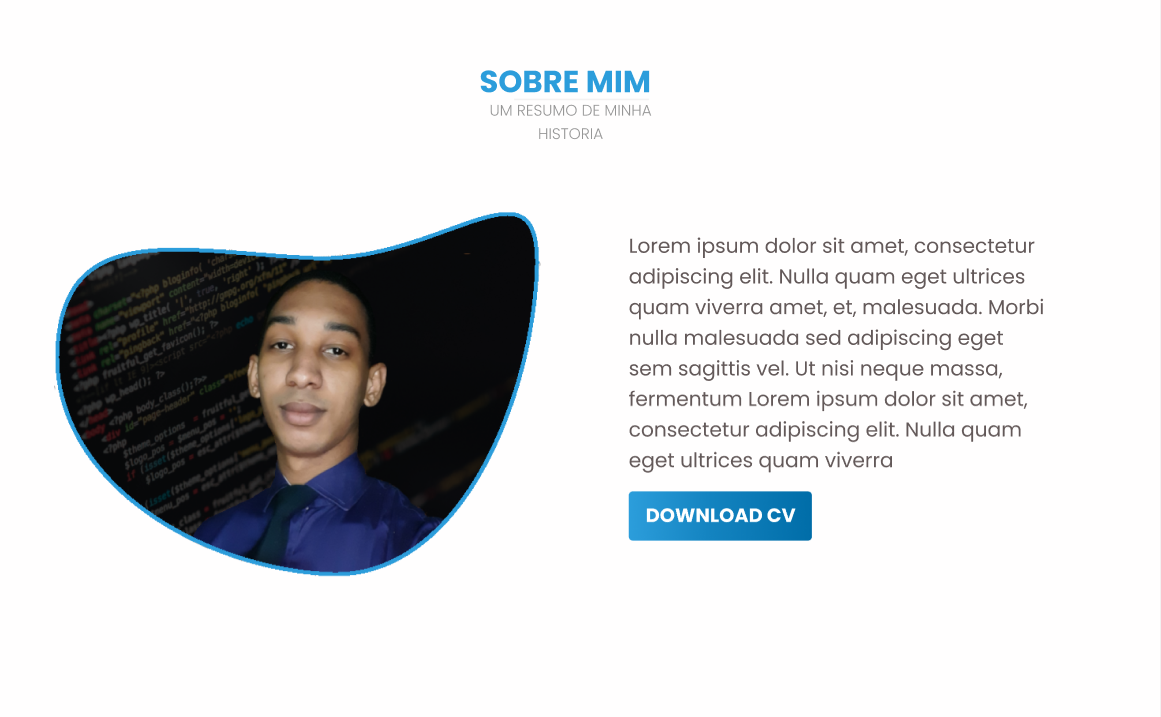 SOBRE MIM
UM RESUMO DE MINHA
HISTORIA
Lorem ipsum dolor sit amet, consectetur
adipiscing elit. Nulla quam eget ultrices
quam viverra amet, et, malesuada. Morbi
nulla malesuada sed adipiscing eget
sem sagittis vel. Ut nisi neque massa,
fermentum Lorem ipsum dolor sit amet,
consectetur adipiscing elit. Nulla quam
eget ultrices quam viverra
DOWNLOAD CV